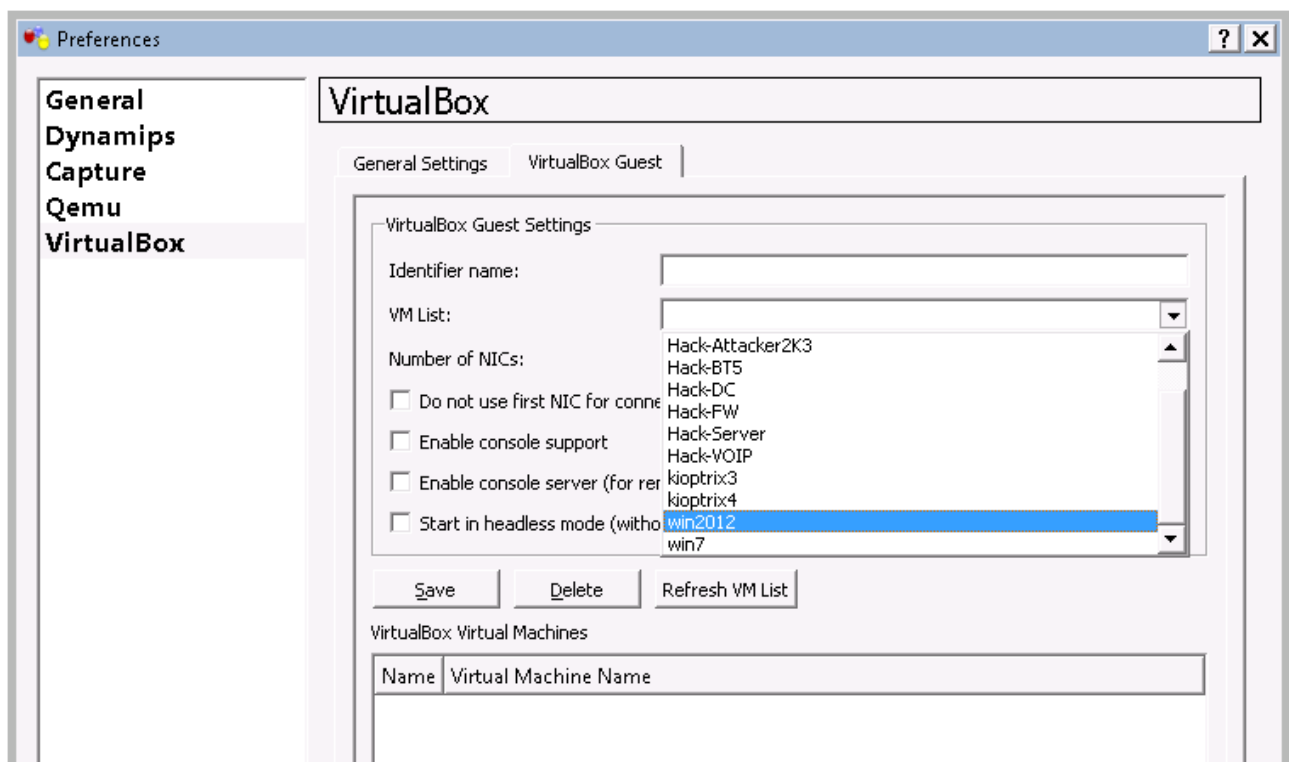 Preferences
? X
General
Dynamips
Capture
Qemu
VirtualBox
VirtualBox
General Settings
VirtualBox Guest
VirtualBox Guest Settings
Identifier name:
VM List:
Number of NICs:
Hack-Attacker2K3
Hack-BT5
Hack-DC
Hack-FW
Hack-Server
Hack-VOIP
kioptrix3
kioptrix4
win2012
win7
Do not use first NIC for conne
Enable console support
Enable console server (for rer
Start in headless mode (witho
Save
Delete
Refresh VM List
VirtualBox Virtual Machines
Name
Virtual Machine Name